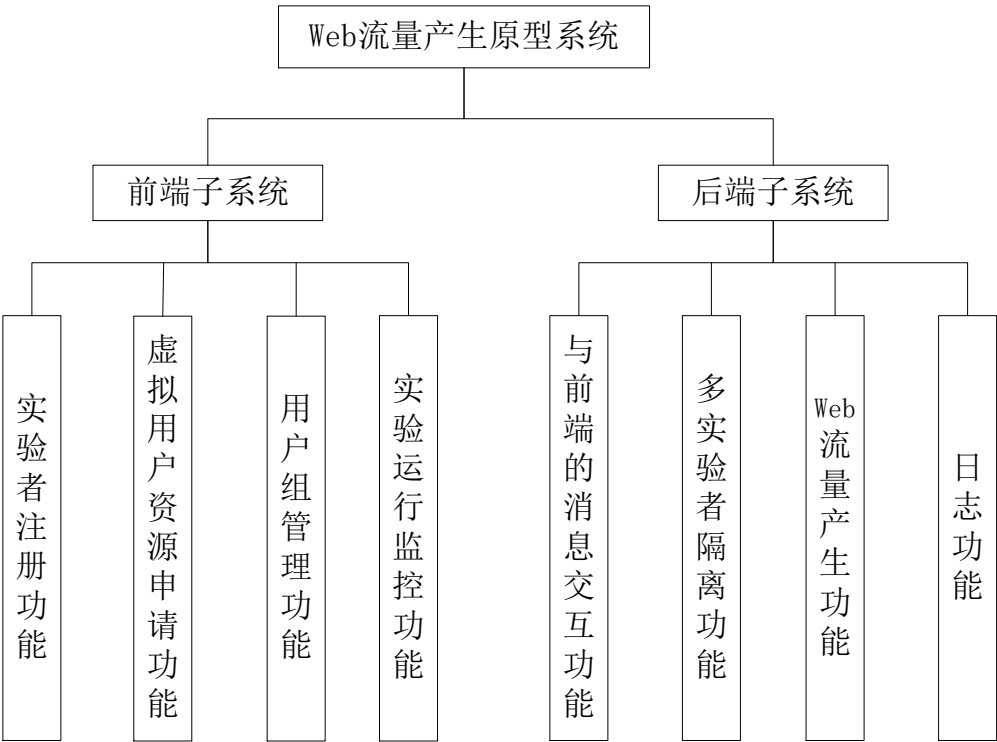 Web流量产生原型系统
前端子系统
后端子系统
实验者注册功能
虚拟用户资源申请功能
用户组管理功能
实验运行监控功能
与前端的消息交互功能
多实验者隔离功能
Web流量产生功能
日志功能